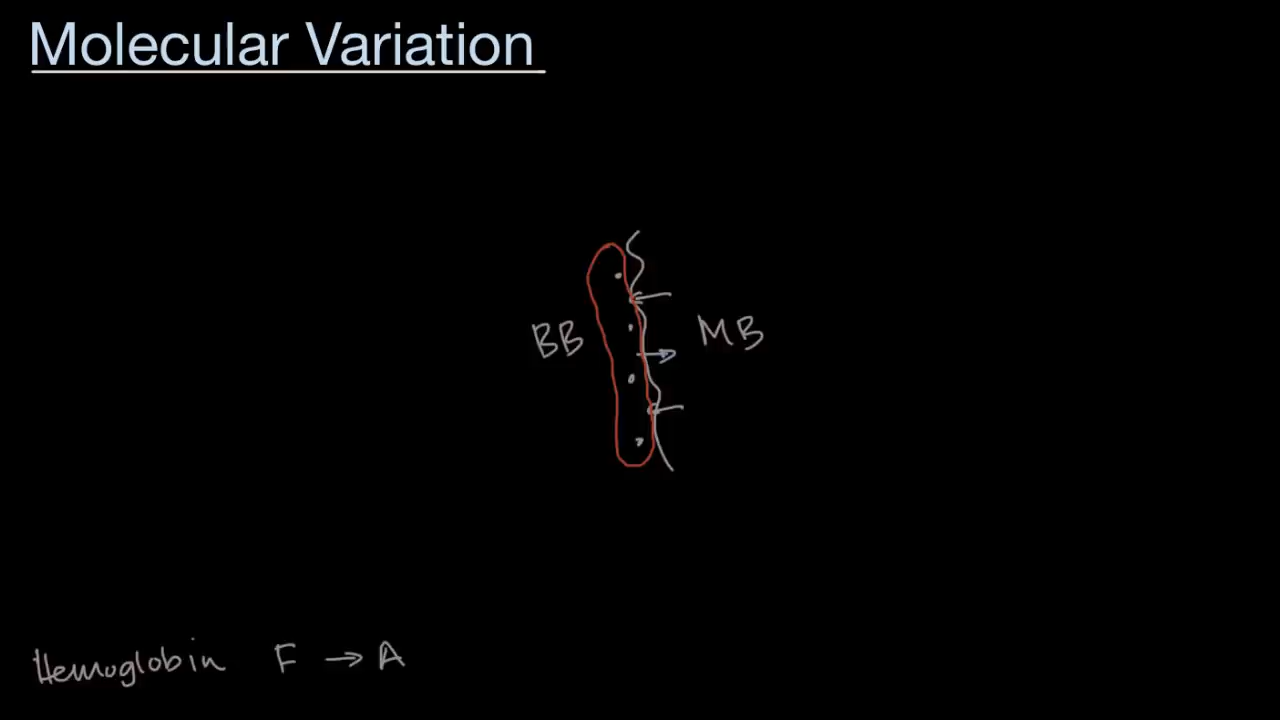 Molecular Variation
BB
MB
Hemoglobin F → A